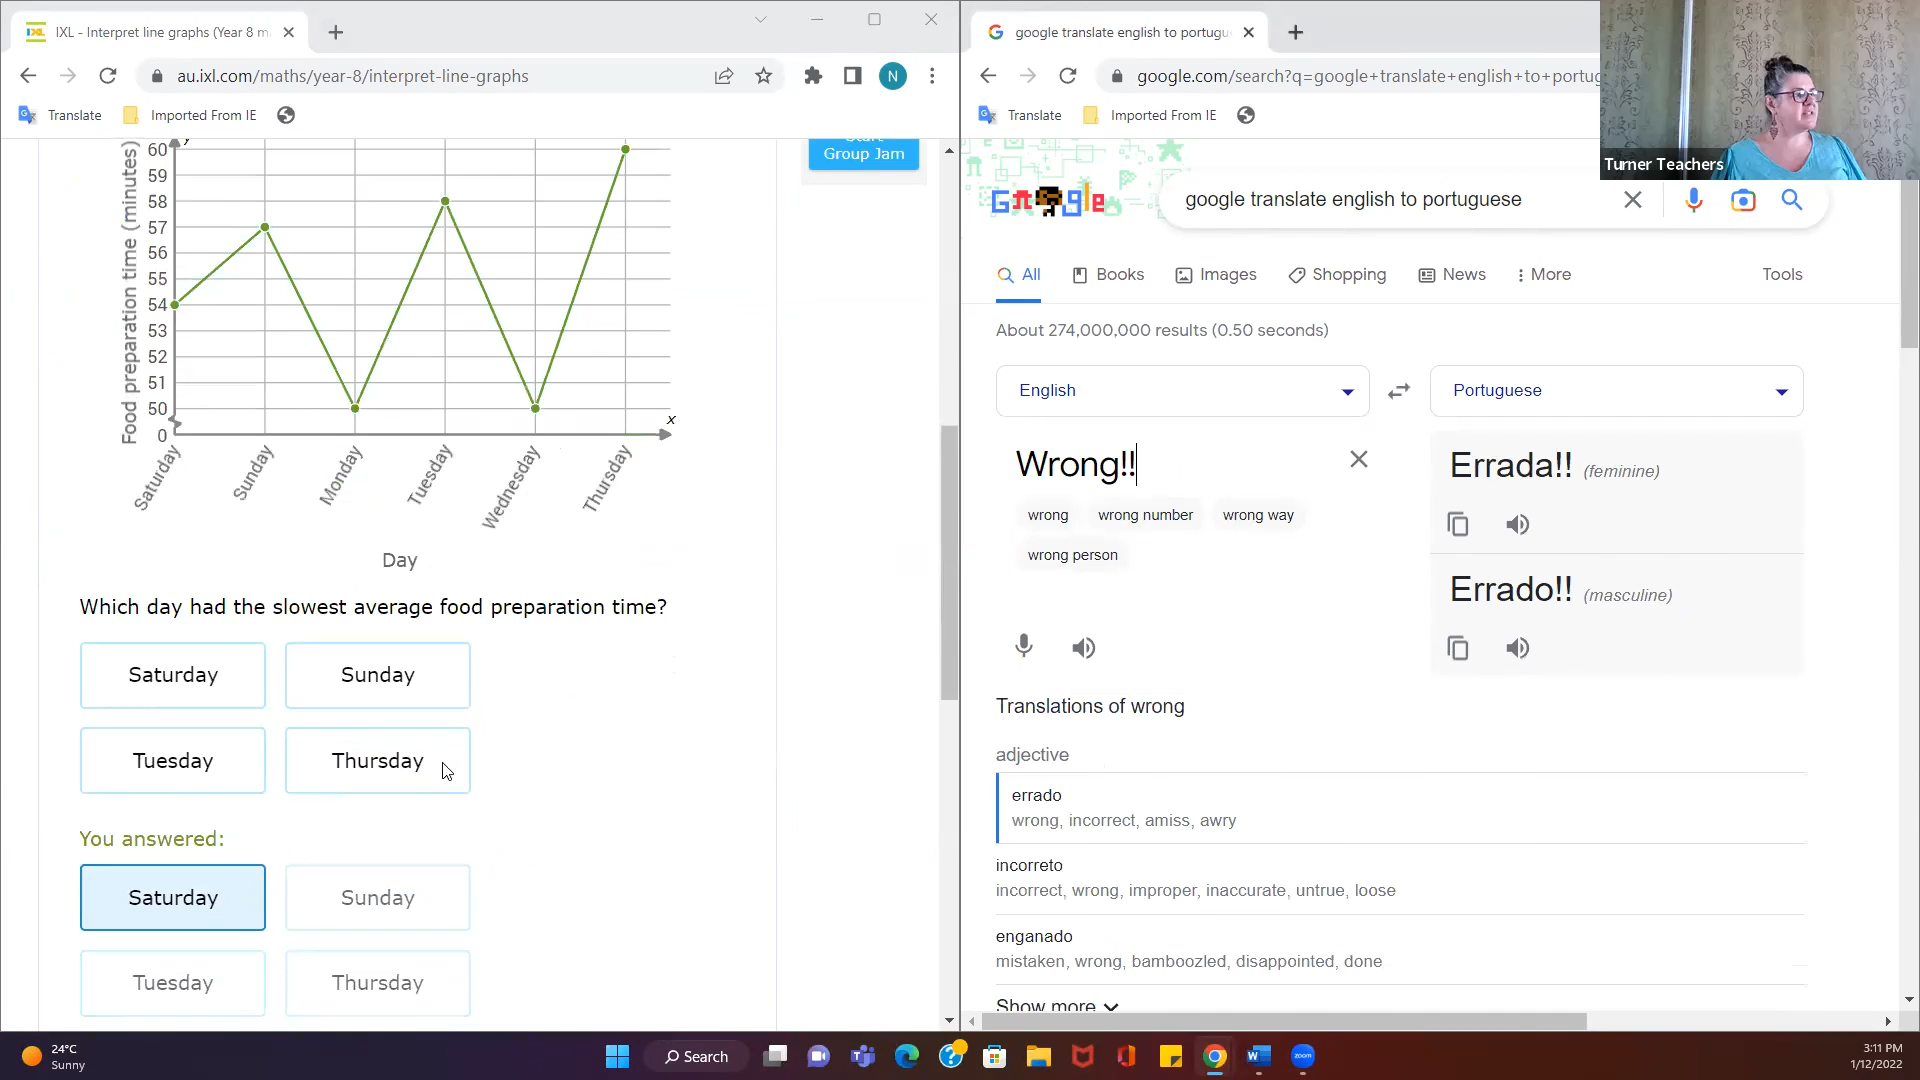 IXL - Interpret line graphs (Year 8 m
au.ixl.com/maths/year-8/interpret-line-graphs
N
Translate
Imported From IE
Group Jam
y
Food preparation time (minutes)
60
59
58
57
56
55
54
53
52
51
50
0
x
Saturday
Sunday
Monday
Tuesday
Wednesday
Thursday
Day
Which day had the slowest average food preparation time?
Saturday
Sunday
Tuesday
Thursday
You answered:
Saturday
Sunday
Tuesday
Thursday
google translate english to portugu
google.com/search?q=google+translate+english+to+portug
Translate
Imported From IE
Turner Teachers
Google
google translate english to portuguese
All
Books
Images
Shopping
News
More
Tools
About 274,000,000 results (0.50 seconds)
English
Portuguese
Wrong!!
wrong
wrong number
wrong way
wrong person
Errada!! (feminine)
Errado!! (masculine)
Translations of wrong
adjective
errado
wrong, incorrect, amiss, awry
incorreto
incorrect, wrong, improper, inaccurate, untrue, loose
enganado
mistaken, wrong, bamboozled, disappointed, done
Show more
24°C
Sunny
Search
zoom
3:11 PM
1/12/2022